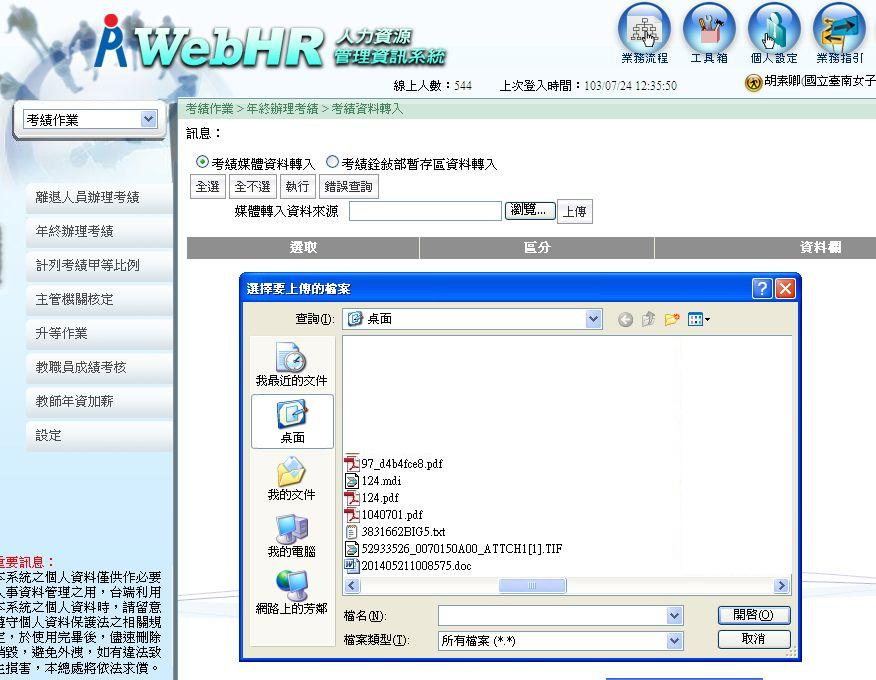 WebHR 人力資源
管理資訊系統
業務流程 工具箱 個人設定 業務指引
線上人數：544 上次登入時間：103/07/24 12:35:50 胡素卿(國立臺南女子
考績作業
考績作業 > 年終辦理考績 > 考績資料轉入
訊息：
考績媒體資料轉入 考績銓敍部暫存區資料轉入
全選 全不選 執行 錯誤查詢
媒體轉入資料來源 瀏覽... 上傳
選取 區分 資料欄
離退人員辦理考績
年終辦理考績
計列考績甲等比例
主管機關核定
升等作業
教職員成績考核
教師年資加薪
設定
選擇要上傳的檔案
查詢(I): 桌面
我最近的文件
桌面
我的文件
我的電腦
網路上的芳鄰
97_d4b4fce8.pdf
124.mdi
124.pdf
1040701.pdf
3831662BIG5.txt
52933526_0070150A00_ATTCH1[1].TIF
201405211008575.doc
檔名(N): 開啓(O)
檔案類型(T): 所有檔案 (*.*) 取消
重要訊息：
本系統之個人資料僅供作必要
人事資料管理之用，台端利用
本系統之個人資料時，請留意
遵守個人資料保護法之相關規
定，於使用完畢後，儘速刪除
銷毀，避免外洩，如有違法致
生損害，本總處將依法求償。